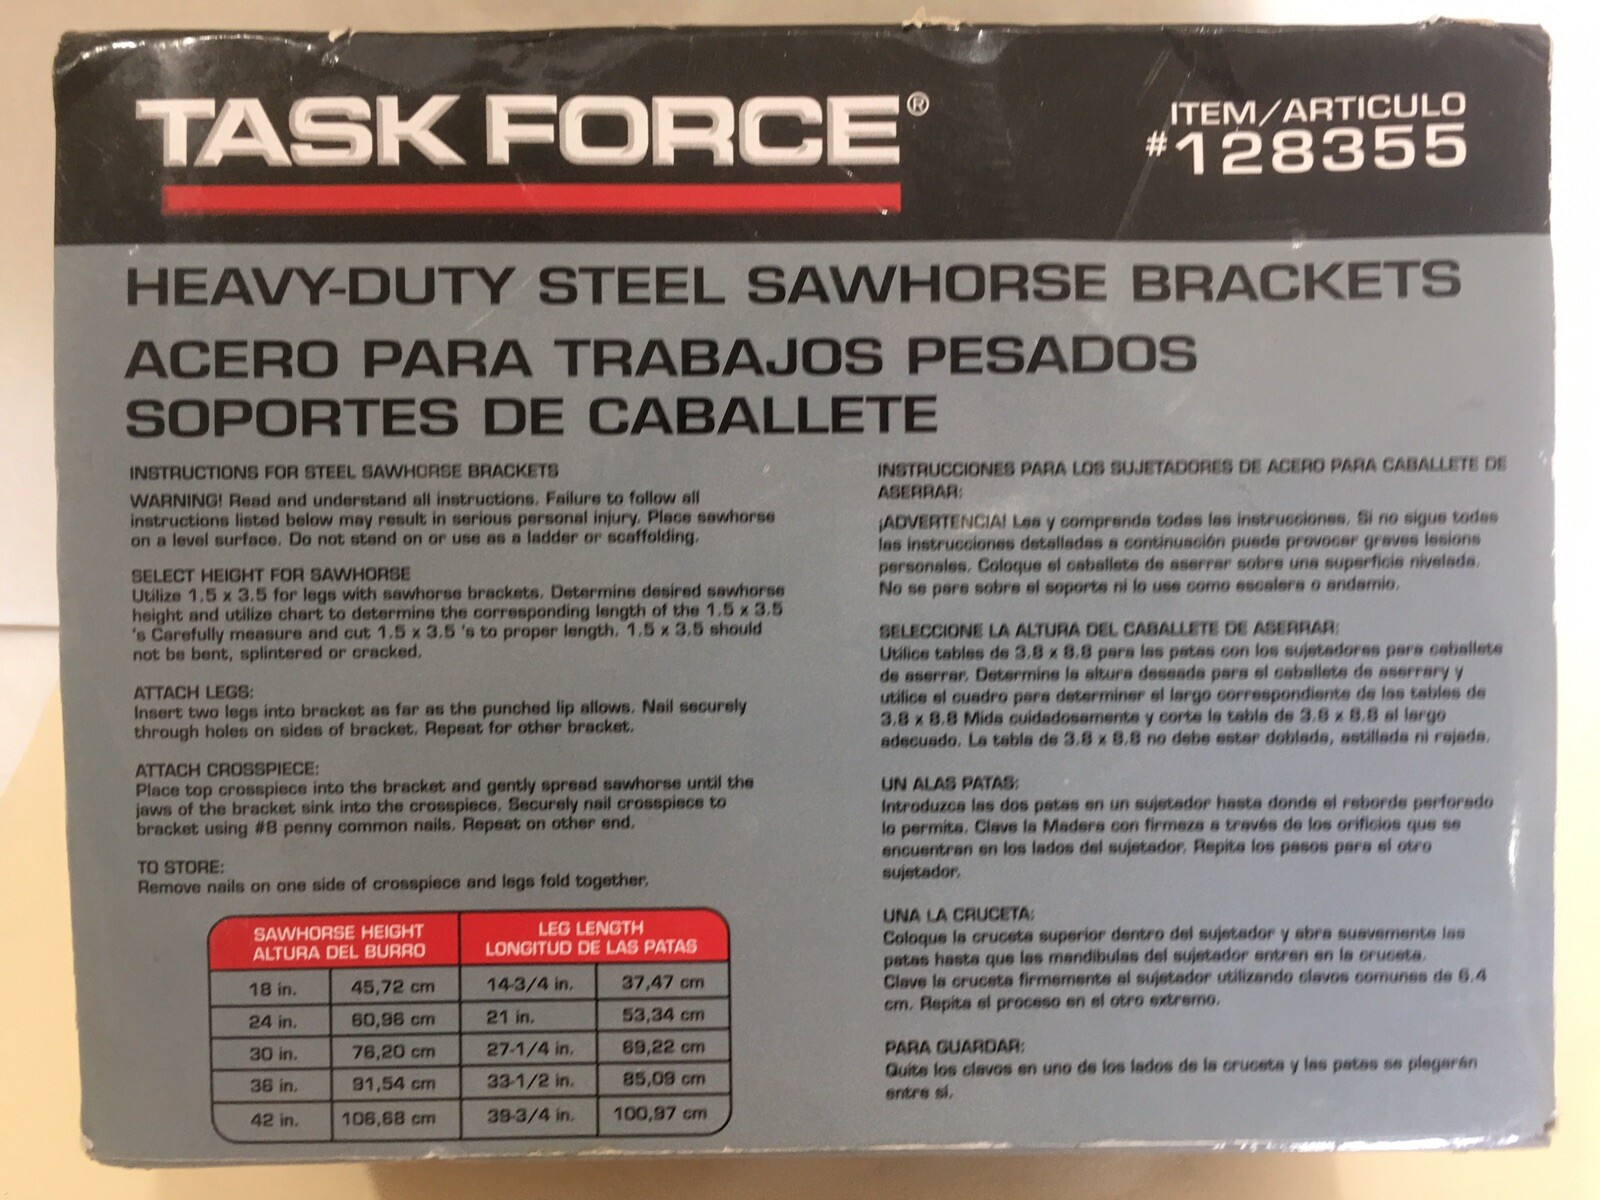 TASK FORCE®
ITEM/ARTICULO
#128355
HEAVY-DUTY STEEL SAWHORSE BRACKETS
ACERO PARA TRABAJOS PESADOS
SOPORTES DE CABALLETE
INSTRUCTIONS FOR STEEL SAWHORSE BRACKETS
WARNING! Read and understand all instructions. Failure to follow all
instructions listed below may result in serious personal injury. Place sawhorse
on a level surface. Do not stand on or use as a ladder or scaffolding.
SELECT HEIGHT FOR SAWHORSE
Utilize 1.5 x 3.5 for legs with sawhorse brackets. Determine desired sawhorse
height and utilize chart to determine the corresponding length of the 1.5 x 3.5
's Carefully measure and cut 1.5 x 3.5 's to proper length. 1.5 x 3.5 should
not be bent, splintered or cracked.
ATTACH LEGS:
Insert two legs into bracket as far as the punched lip allows. Nail securely
through holes on sides of bracket. Repeat for other bracket.
ATTACH CROSSPIECE:
Place top crosspiece into the bracket and gently spread sawhorse until the
jaws of the bracket sink into the crosspiece. Securely nail crosspiece to
bracket using #8 penny common nails. Repeat on other end.
TO STORE:
Remove nails on one side of crosspiece and legs fold together.
SAWHORSE HEIGHT LEG LENGTH
ALTURA DEL BURRO LONGITUD DE LAS PATAS
18 in. 45,72 cm 14-3/4 in. 37,47 cm
24 in. 60,96 cm 21 in. 53,34 cm
30 in. 76,20 cm 27-1/4 in. 69,22 cm
36 in. 91,54 cm 33-1/2 in. 85,09 cm
42 in. 106,68 cm 39-3/4 in. 100,97 cm
INSTRUCCIONES PARA LOS SUJETADORES DE ACERO PARA CABALLETE DE
ASERRAR:
¡ADVERTENCIA! Lea y comprenda todas las instrucciones. Si no sigue todas
las instrucciones detalladas a continuación puede provocar graves lesions
personales. Coloque el caballete de aserrar sobre una superficie nivelada.
No se pare sobre el soporte ni lo use como escalera o andamio.
SELECCIONE LA ALTURA DEL CABALLETE DE ASERRAR:
Utilice tables de 3.8 x 8.8 para las patas con los sujetadores para caballete
de aserrar. Determine la altura deseada para el caballete de aserrary y
utilice el cuadro para determiner el largo correspondiente de las tables de
3.8 x 8.8 Mida cuidadosamente y corte la tabla de 3.8 x 8.8 al largo
adecuado. La tabla de 3.8 x 8.8 no debe estar doblada, astillada ni rajada.
UN ALAS PATAS:
Introduzca las dos patas en un sujetador hasta donde el reborde perforado
lo permita. Clave la Madera con firmeza a través de los orificios que se
encuentran en los lados del sujetador. Repita los pasos para el otro
sujetador.
UNA LA CRUCETA:
Coloque la cruceta superior dentro del sujetador y abra suavemente las
patas hasta que las mandibulas del sujetador entren en la cruceta.
Clave la cruceta firmemente al sujetador utilizando clavos comunes de 6.4
cm. Repita el proceso en el otro extremo.
PARA GUARDAR:
Quite los clavos en uno de los lados de la cruceta y las patas se plegarán
entre sí.